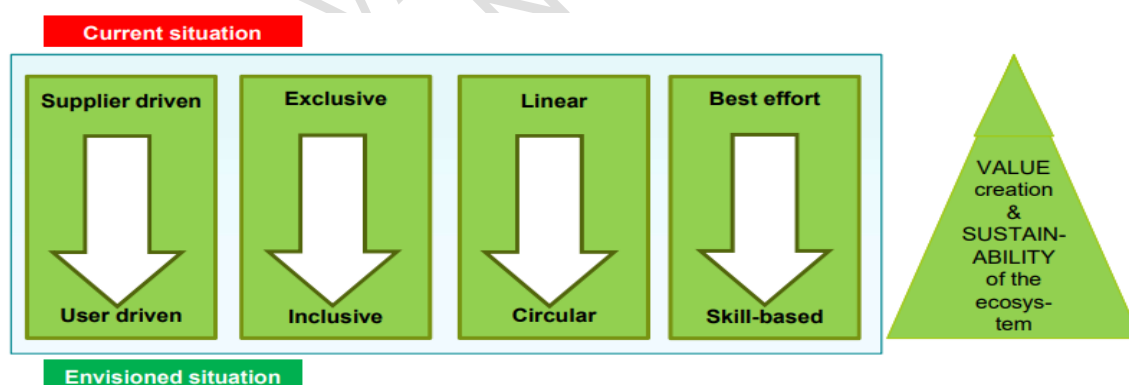 Current situation
Supplier driven
Exclusive
Linear
Best effort
User driven
Inclusive
Circular
Skill-based
VALUE
creation
&
SUSTAIN-
ABILITY
of the
ecosys-
tem
Envisioned situation